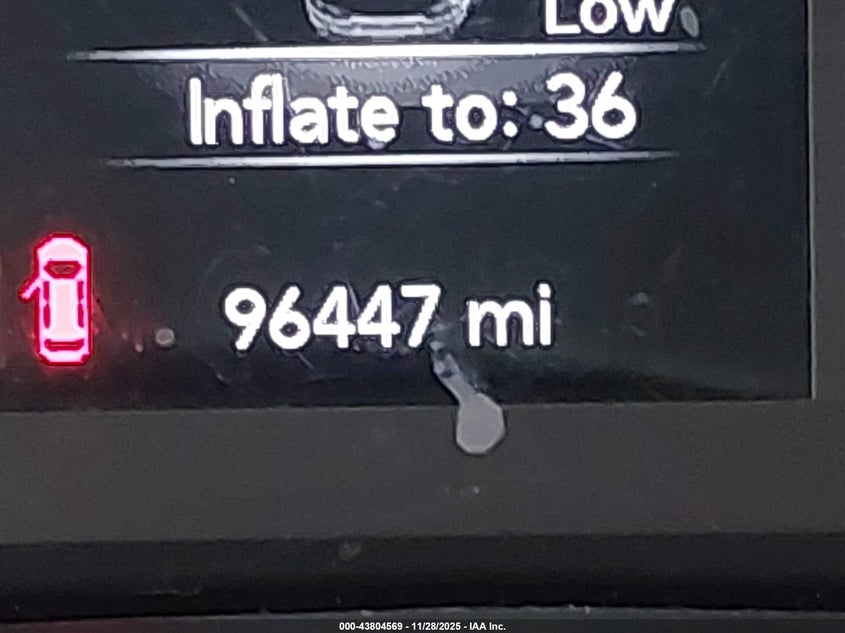 Low
Inflate to: 36
96447 mi
000-43804569 - 11/28/2025 - IAA Inc.